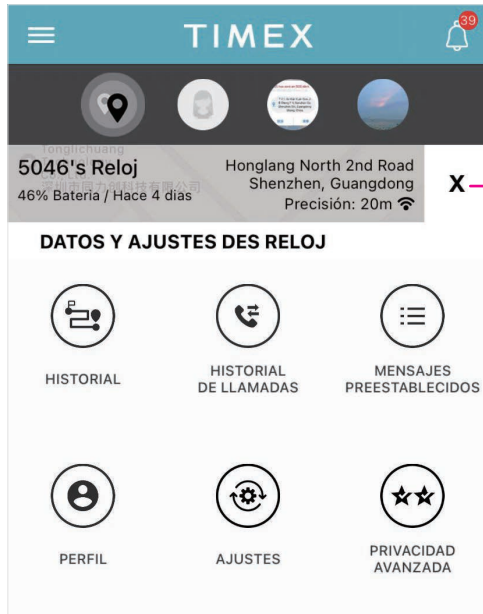 TIMEX
39
Tonglichuang
5046's Reloj
46% Bateria / Hace 4 dias
Honglang North 2nd Road
Shenzhen, Guangdong
Precisión: 20m
X
DATOS Y AJUSTES DES RELOJ
HISTORIAL
HISTORIAL
DE LLAMADAS
MENSAJES
PREESTABLECIDOS
PERFIL
AJUSTES
PRIVACIDAD
AVANZADA